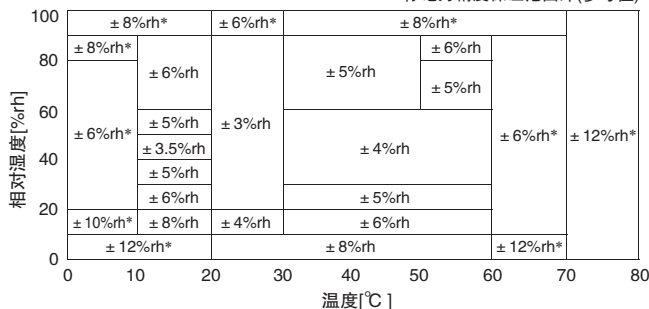 100
± 8%rh*
± 6%rh*
± 8%rh*
± 8%rh*
± 6%rh
± 6%rh
± 5%rh
80
± 5%rh
60
± 6%rh*
± 5%rh
± 3%rh
± 6%rh*
± 12%rh*
± 3.5%rh
± 4%rh
40
± 5%rh
± 6%rh
± 5%rh
20
± 10%rh*
± 8%rh
± 4%rh
± 6%rh
± 12%rh*
± 8%rh
± 12%rh*
0
0
10
20
30
40
50
60
70
80
相对湿度[%rh]
温度[℃]